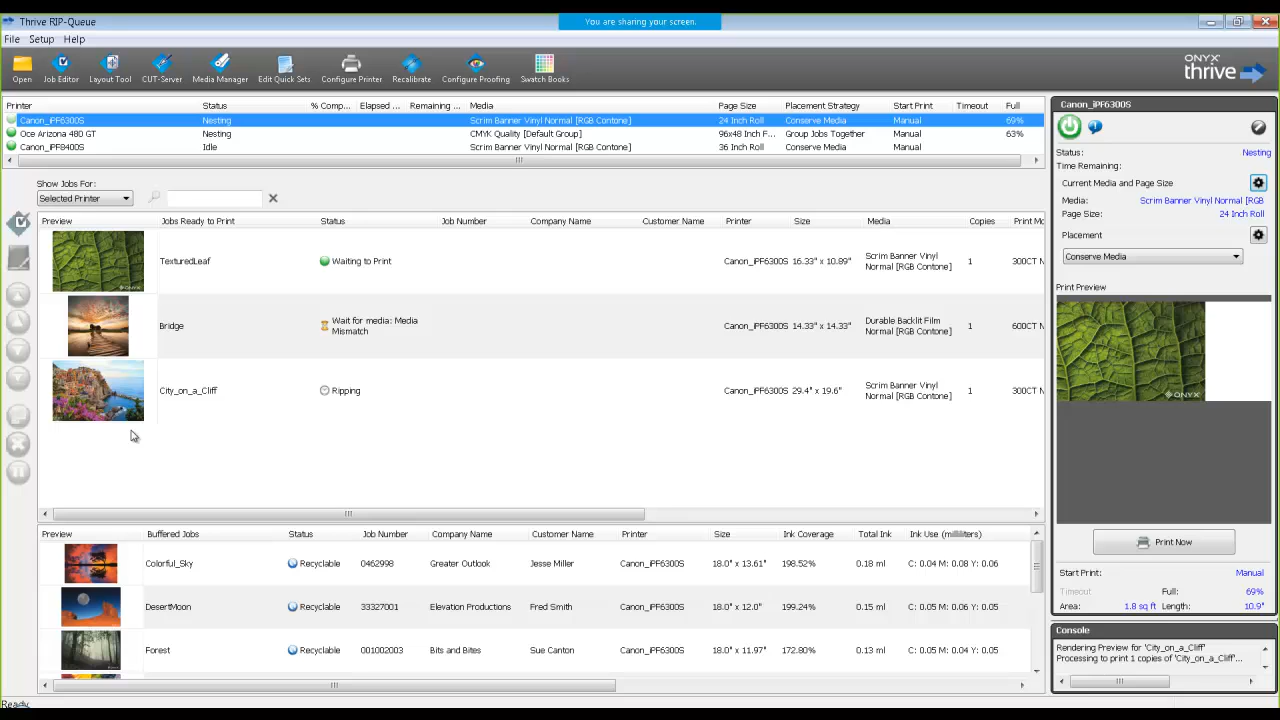 Thrive RIP-Queue
You are sharing your screen.
File Setup Help
Open Job Editor Layout Tool CUT-Server Media Manager Edit Quick Sets Configure Printer Recalibrate Configure Proofing Swatch Books
ONYX
thrive
Printer Status % Comp... Elapsed ... Remaining ... Media Page Size Placement Strategy Start Print Timeout Full
Canon_iPF6300S Nesting Scrim Banner Vinyl Normal [RGB Contone] 24 Inch Roll Conserve Media Manual 69%
Oce Arizona 480 GT Nesting CMYK Quality [Default Group] 96x48 Inch F... Group Jobs Together Manual 63%
Canon_iPF8400S Idle Scrim Banner Vinyl Normal [RGB Contone] 36 Inch Roll Conserve Media Manual
Show Jobs For:
Selected Printer
Preview Jobs Ready to Print Status Job Number Company Name Customer Name Printer Size Media Copies Print Mo
TexturedLeaf Waiting to Print Canon_iPF6300S 16.33" x 10.89" Scrim Banner Vinyl Normal [RGB Contone] 1 300CT N
ONYX
Bridge Wait for media: Media Mismatch Canon_iPF6300S 14.33" x 14.33" Durable Backlit Film Normal [RGB Contone] 1 600CT N
City_on_a_Cliff Ripping Canon_iPF6300S 29.4" x 19.6" Scrim Banner Vinyl Normal [RGB Contone] 1 300CT N
Preview Buffered Jobs Status Job Number Company Name Customer Name Printer Size Ink Coverage Total Ink Ink Use (milliliters)
Colorful_Sky Recyclable 0462998 Greater Outlook Jesse Miller Canon_iPF6300S 18.0" x 13.61" 198.52% 0.18 ml C: 0.04 M: 0.08 Y: 0.06
DesertMoon Recyclable 33327001 Elevation Productions Fred Smith Canon_iPF6300S 18.0" x 12.0" 199.24% 0.15 ml C: 0.05 M: 0.06 Y: 0.05
Forest Recyclable 001002003 Bits and Bites Sue Canton Canon_iPF6300S 18.0" x 11.97" 172.80% 0.13 ml C: 0.05 M: 0.04 Y: 0.05
Canon_iPF6300S
Status: Nesting
Time Remaining:
Current Media and Page Size
Media: Scrim Banner Vinyl Normal [RGB
Page Size: 24 Inch Roll
Placement
Conserve Media
Print Preview
ONYX
Print Now
Start Print: Manual
Timeout Full: 69%
Area: 1.8 sq ft Length: 10.9"
Console
Rendering Preview for 'City_on_a_Cliff'
Processing to print 1 copies of 'City_on_a_Cliff'...
Ready